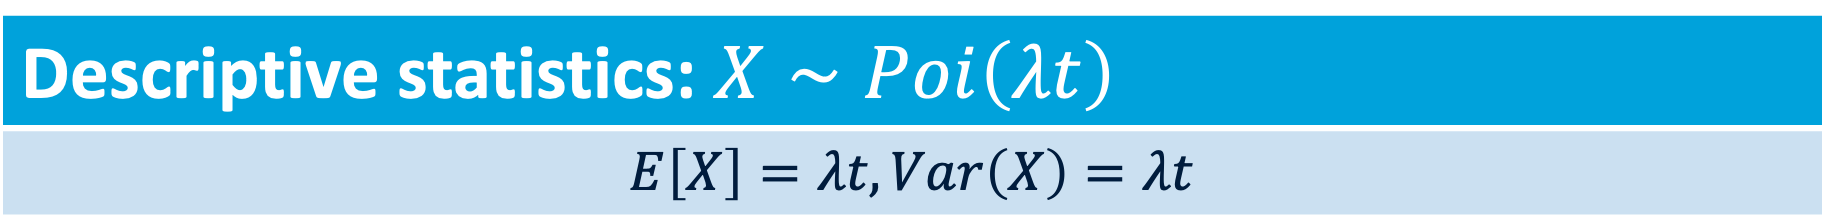 Descriptive statistics: X ~ Poi(λt)
E[X] = λt, Var(X) = λt